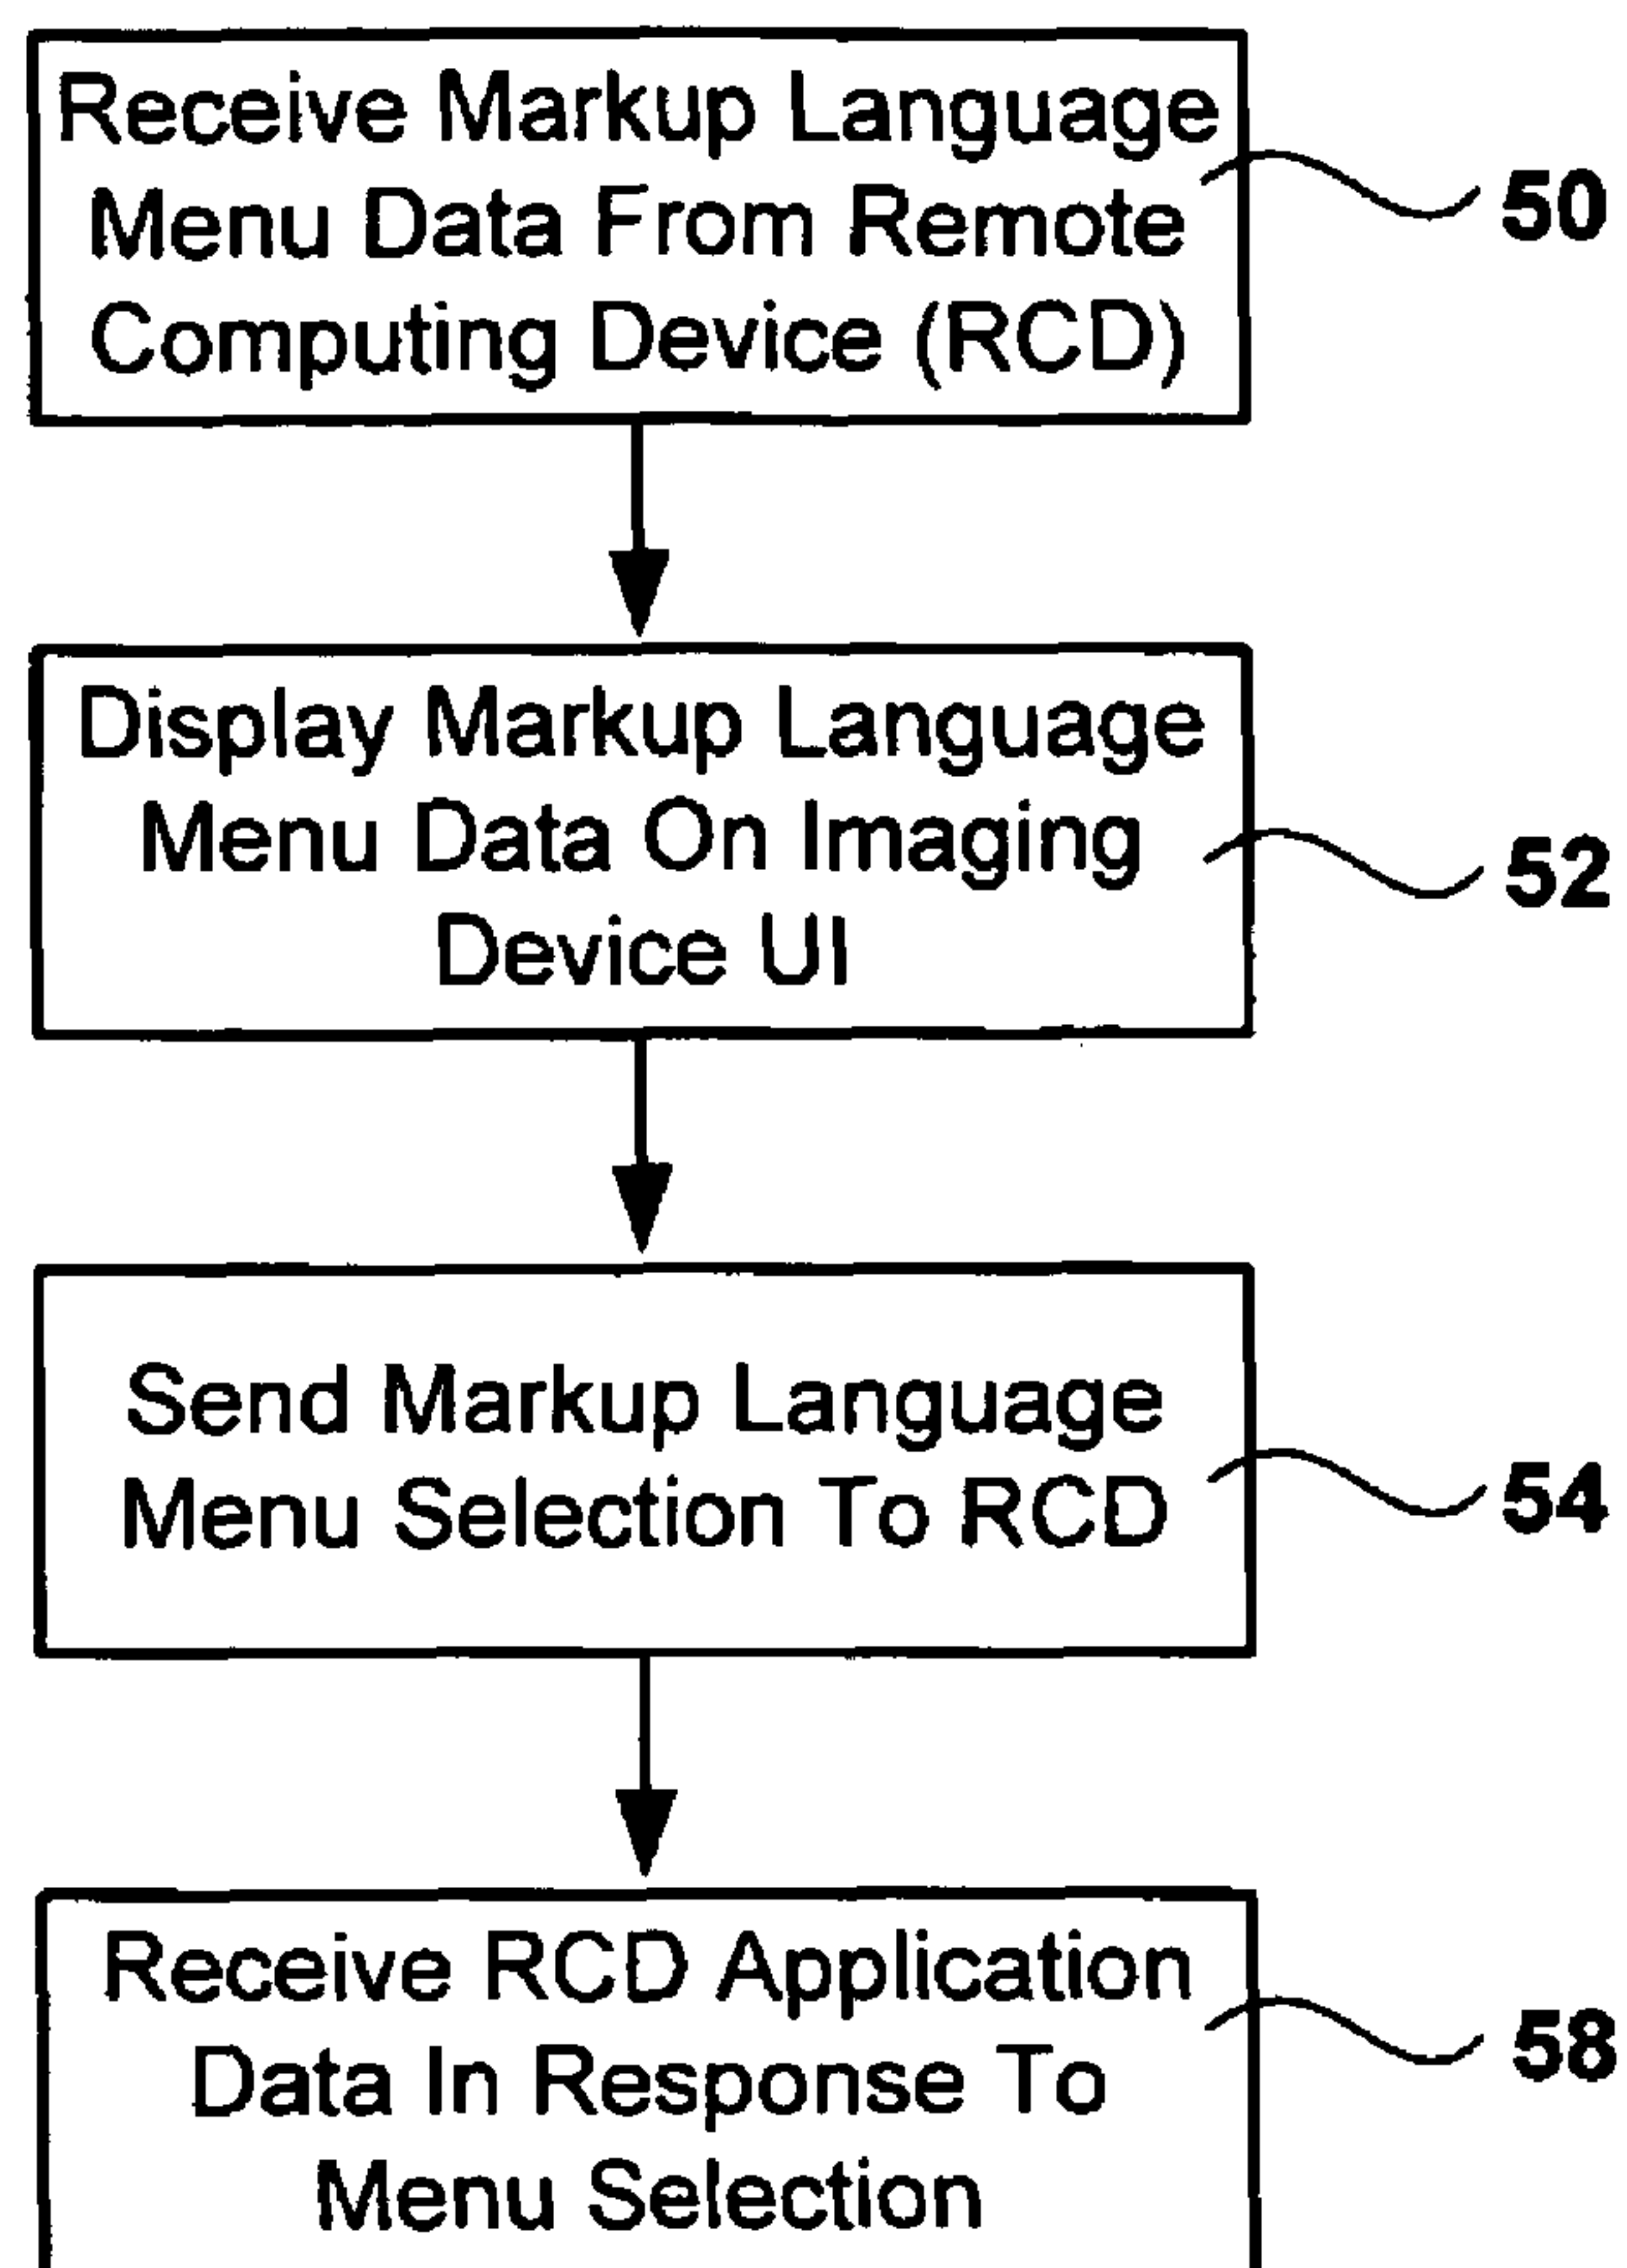 Receive Markup Language
Menu Data From Remote
Computing Device (RCD)
50
Display Markup Language
Menu Data On Imaging
Device UI
52
Send Markup Language
Menu Selection To RCD
54
Receive RCD Application
Data In Response To
Menu Selection
58